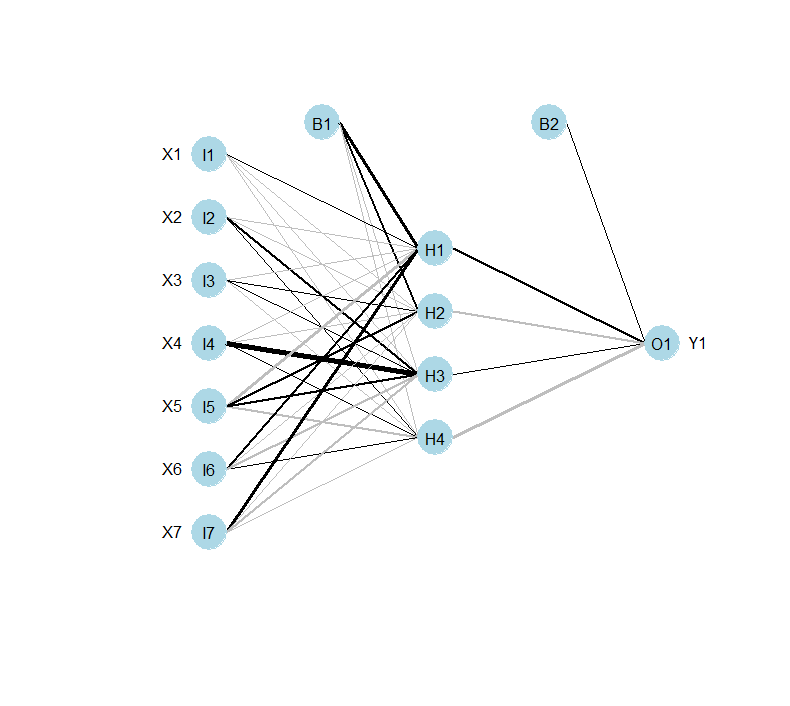 B1 B2
X1 I1
X2 I2
H1
X3 I3
H2
X4 I4 O1 Y1
H3
X5 I5
H4
X6 I6
X7 I7